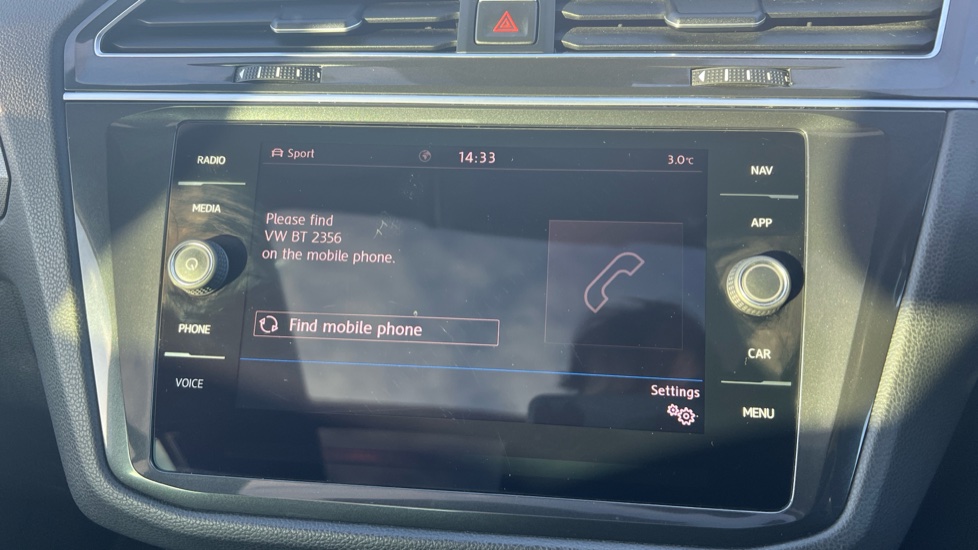 RADIO
MEDIA
PHONE
VOICE
Sport 14:33 3.0°C
Please find
VW BT 2356
on the mobile phone.
Find mobile phone
Settings
NAV
APP
CAR
MENU